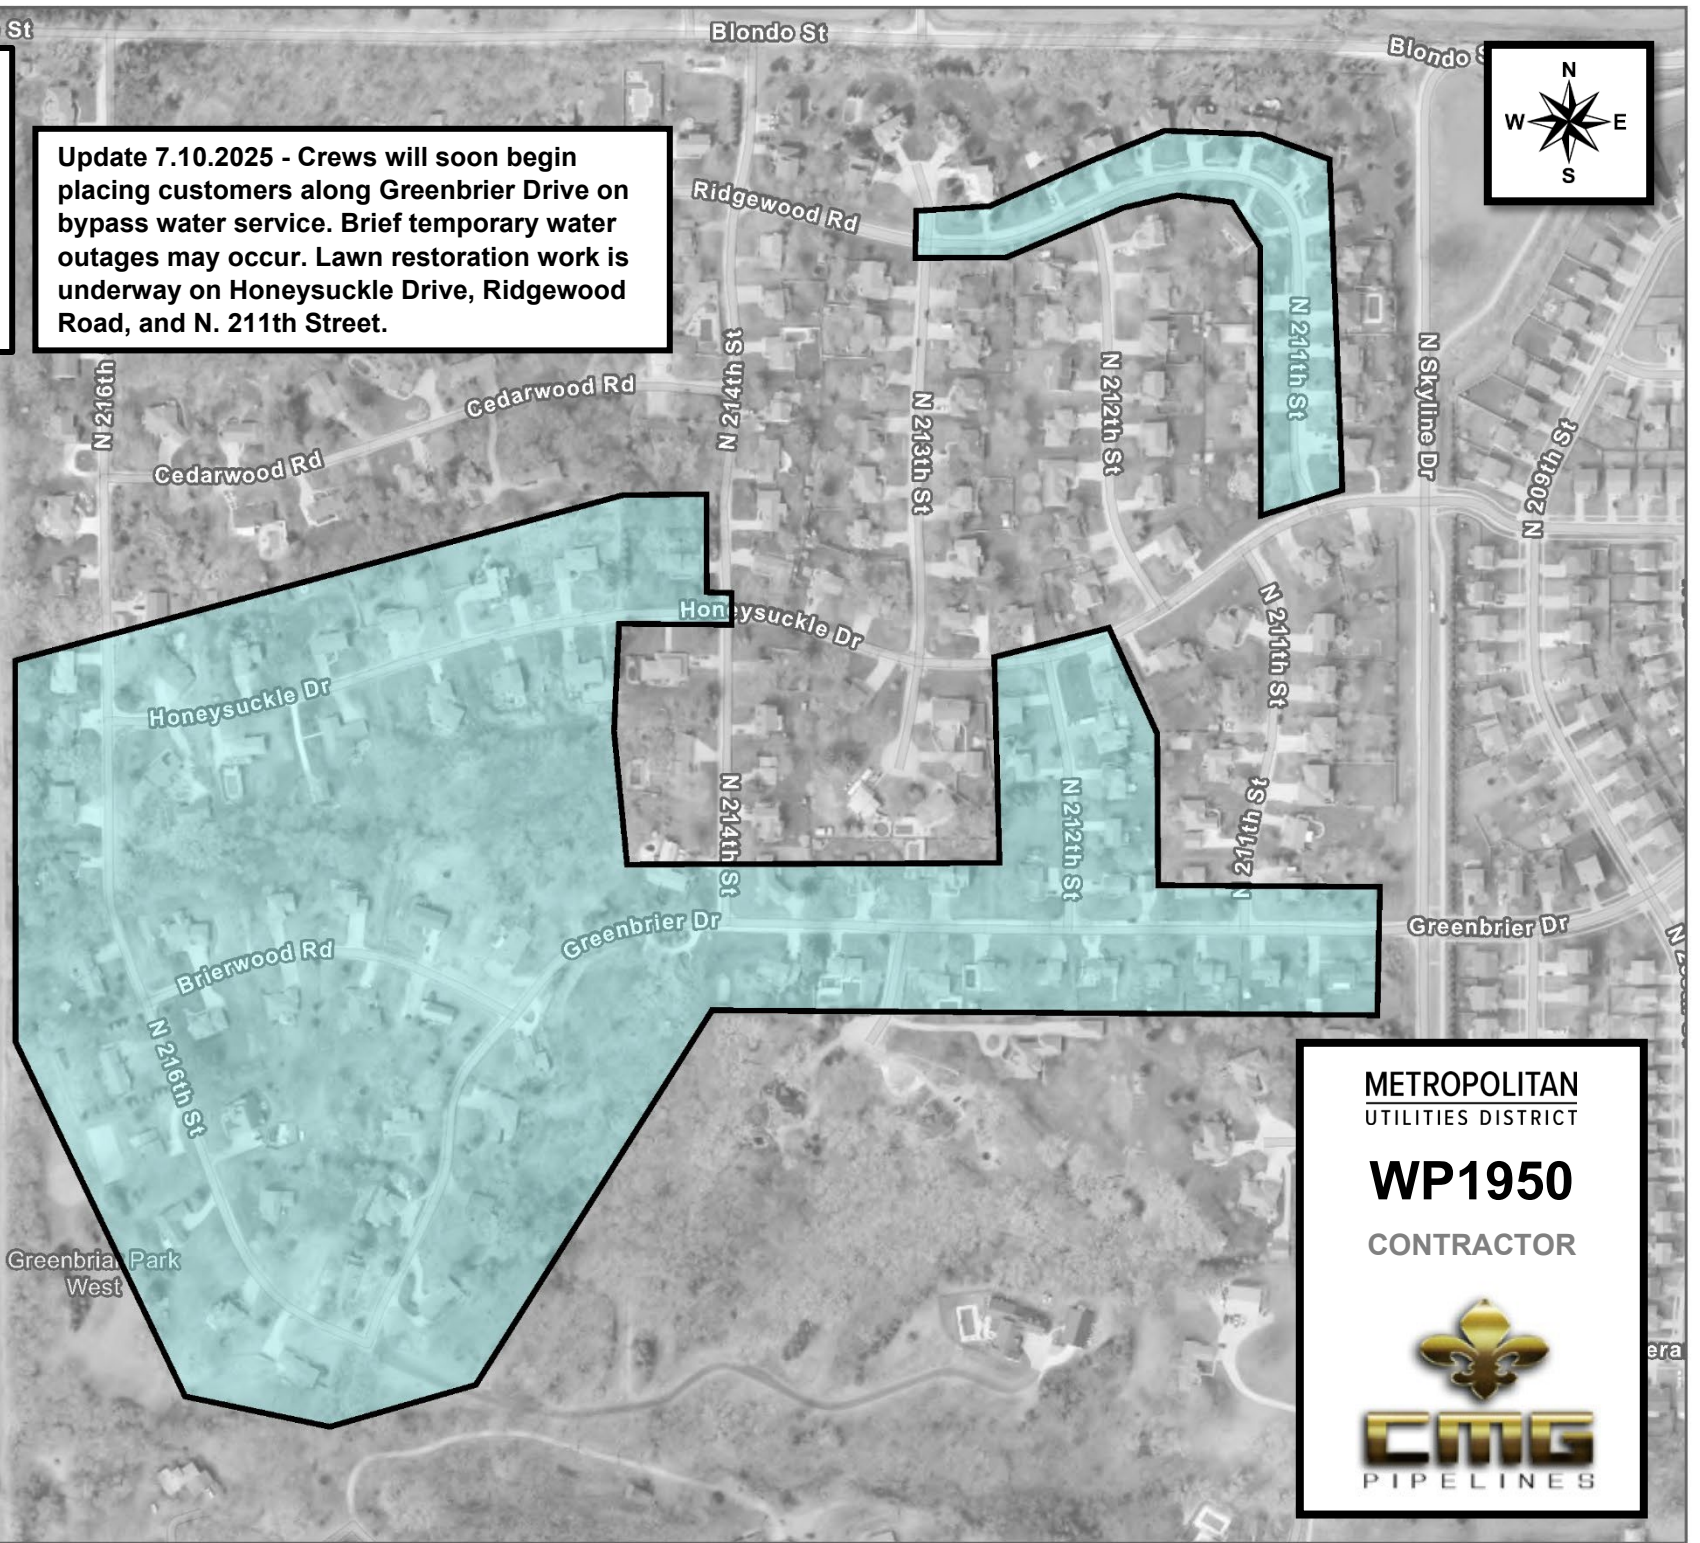 St
Blondo St
Blondo S
N
W E
S
Update 7.10.2025 - Crews will soon begin
placing customers along Greenbrier Drive on
bypass water service. Brief temporary water
outages may occur. Lawn restoration work is
underway on Honeysuckle Drive, Ridgewood
Road, and N. 211th Street.
Ridgewood Rd
N 211th St
N 216th
Cedarwood Rd
N 214th St
N 213th St
N 212th St
N Skyline Dr
Cedarwood Rd
N 209th St
Honeysuckle Dr
N 211th St
Honeysuckle Dr
N 214th St
N 212th St
N 211th St
Greenbrier Dr
Greenbrier Dr
Brierwood Rd
N 216th St
Greenbriar Park
West
METROPOLITAN
UTILITIES DISTRICT
WP1950
CONTRACTOR
era
CMG
PIPELINES